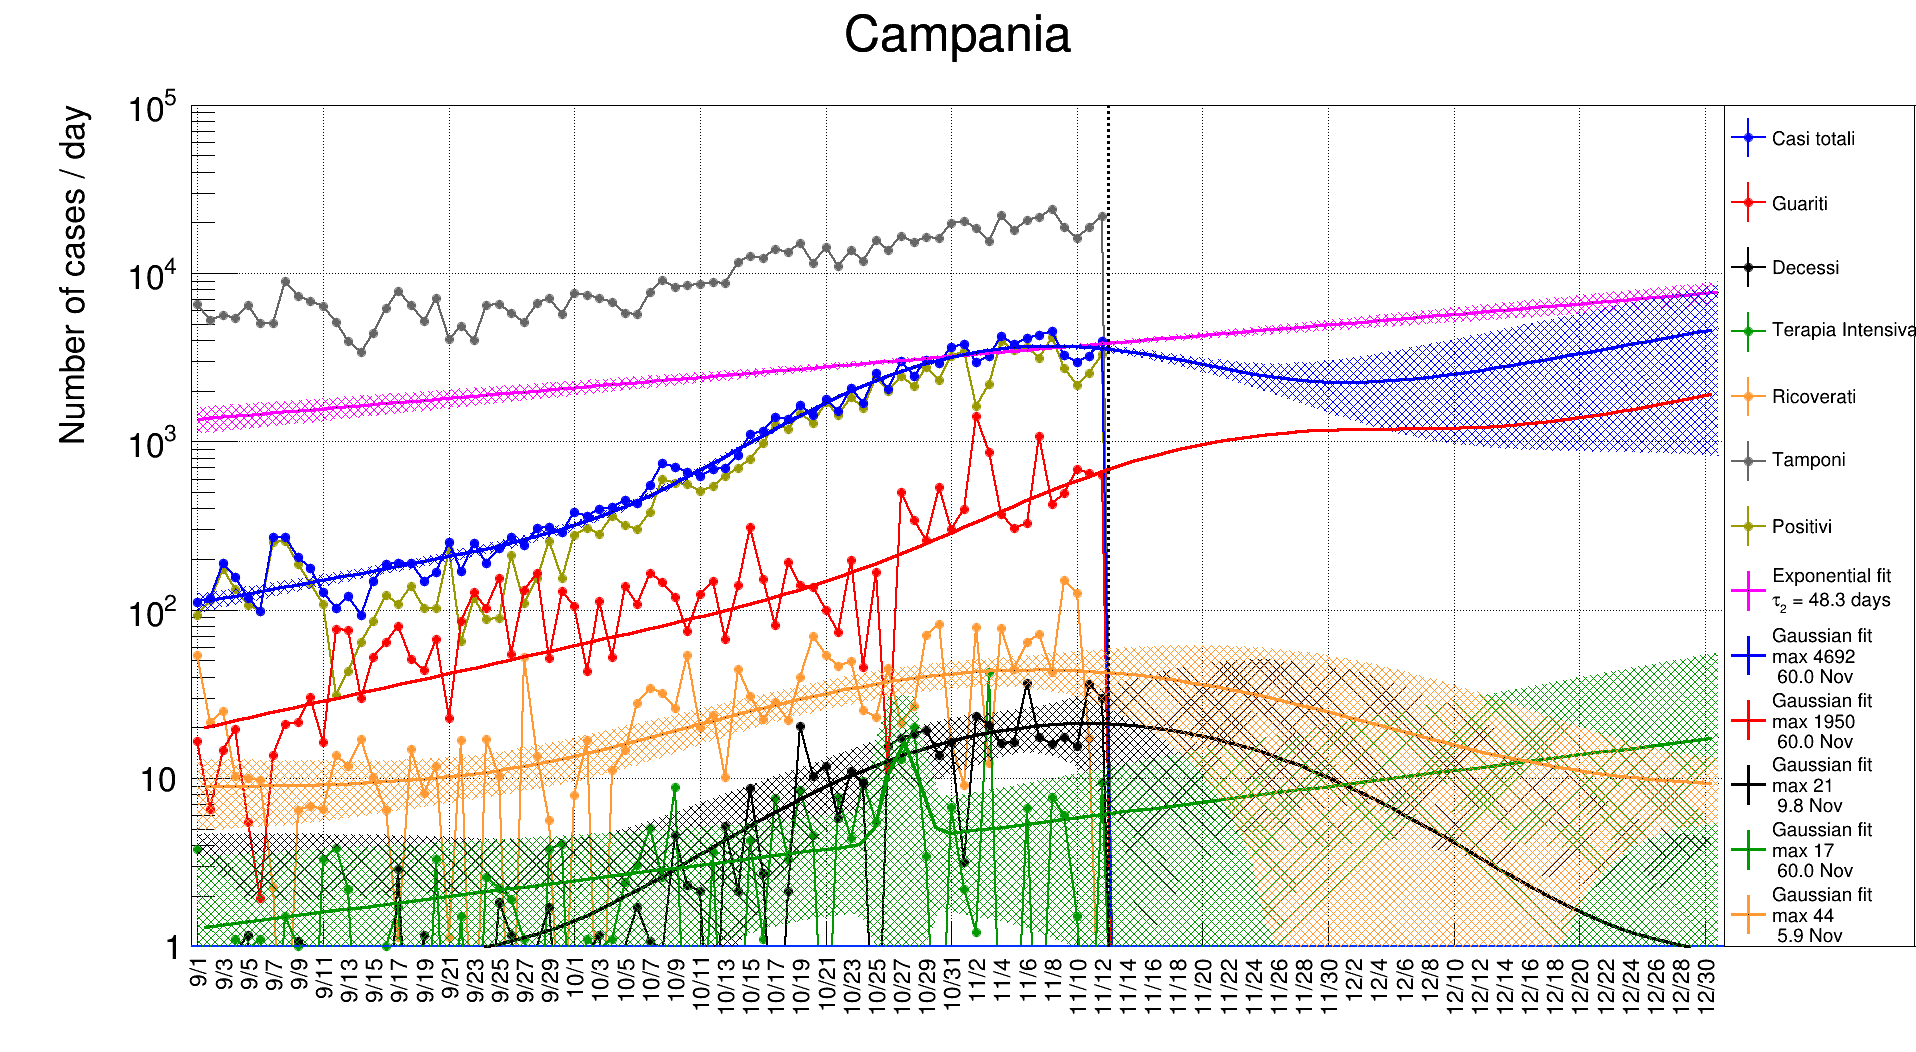 Campania
Number of cases / day
10^5
10^4
10^3
10^2
10
1
9/1
9/3
9/5
9/7
9/9
9/11
9/13
9/15
9/17
9/19
9/21
9/23
9/25
9/27
9/29
10/1
10/3
10/5
10/7
10/9
10/11
10/13
10/15
10/17
10/19
10/21
10/23
10/25
10/27
10/29
10/31
11/2
11/4
11/6
11/8
11/10
11/12
11/14
11/16
11/18
11/20
11/22
11/24
11/26
11/28
11/30
12/2
12/4
12/6
12/8
12/10
12/12
12/14
12/16
12/18
12/20
12/22
12/24
12/26
12/28
12/30
Casi totali
Guariti
Decessi
Terapia Intensiva
Ricoverati
Tamponi
Positivi
Exponential fit
τ2 = 48.3 days
Gaussian fit
max 4692
60.0 Nov
Gaussian fit
max 1950
60.0 Nov
Gaussian fit
max 21
9.8 Nov
Gaussian fit
max 17
60.0 Nov
Gaussian fit
max 44
5.9 Nov